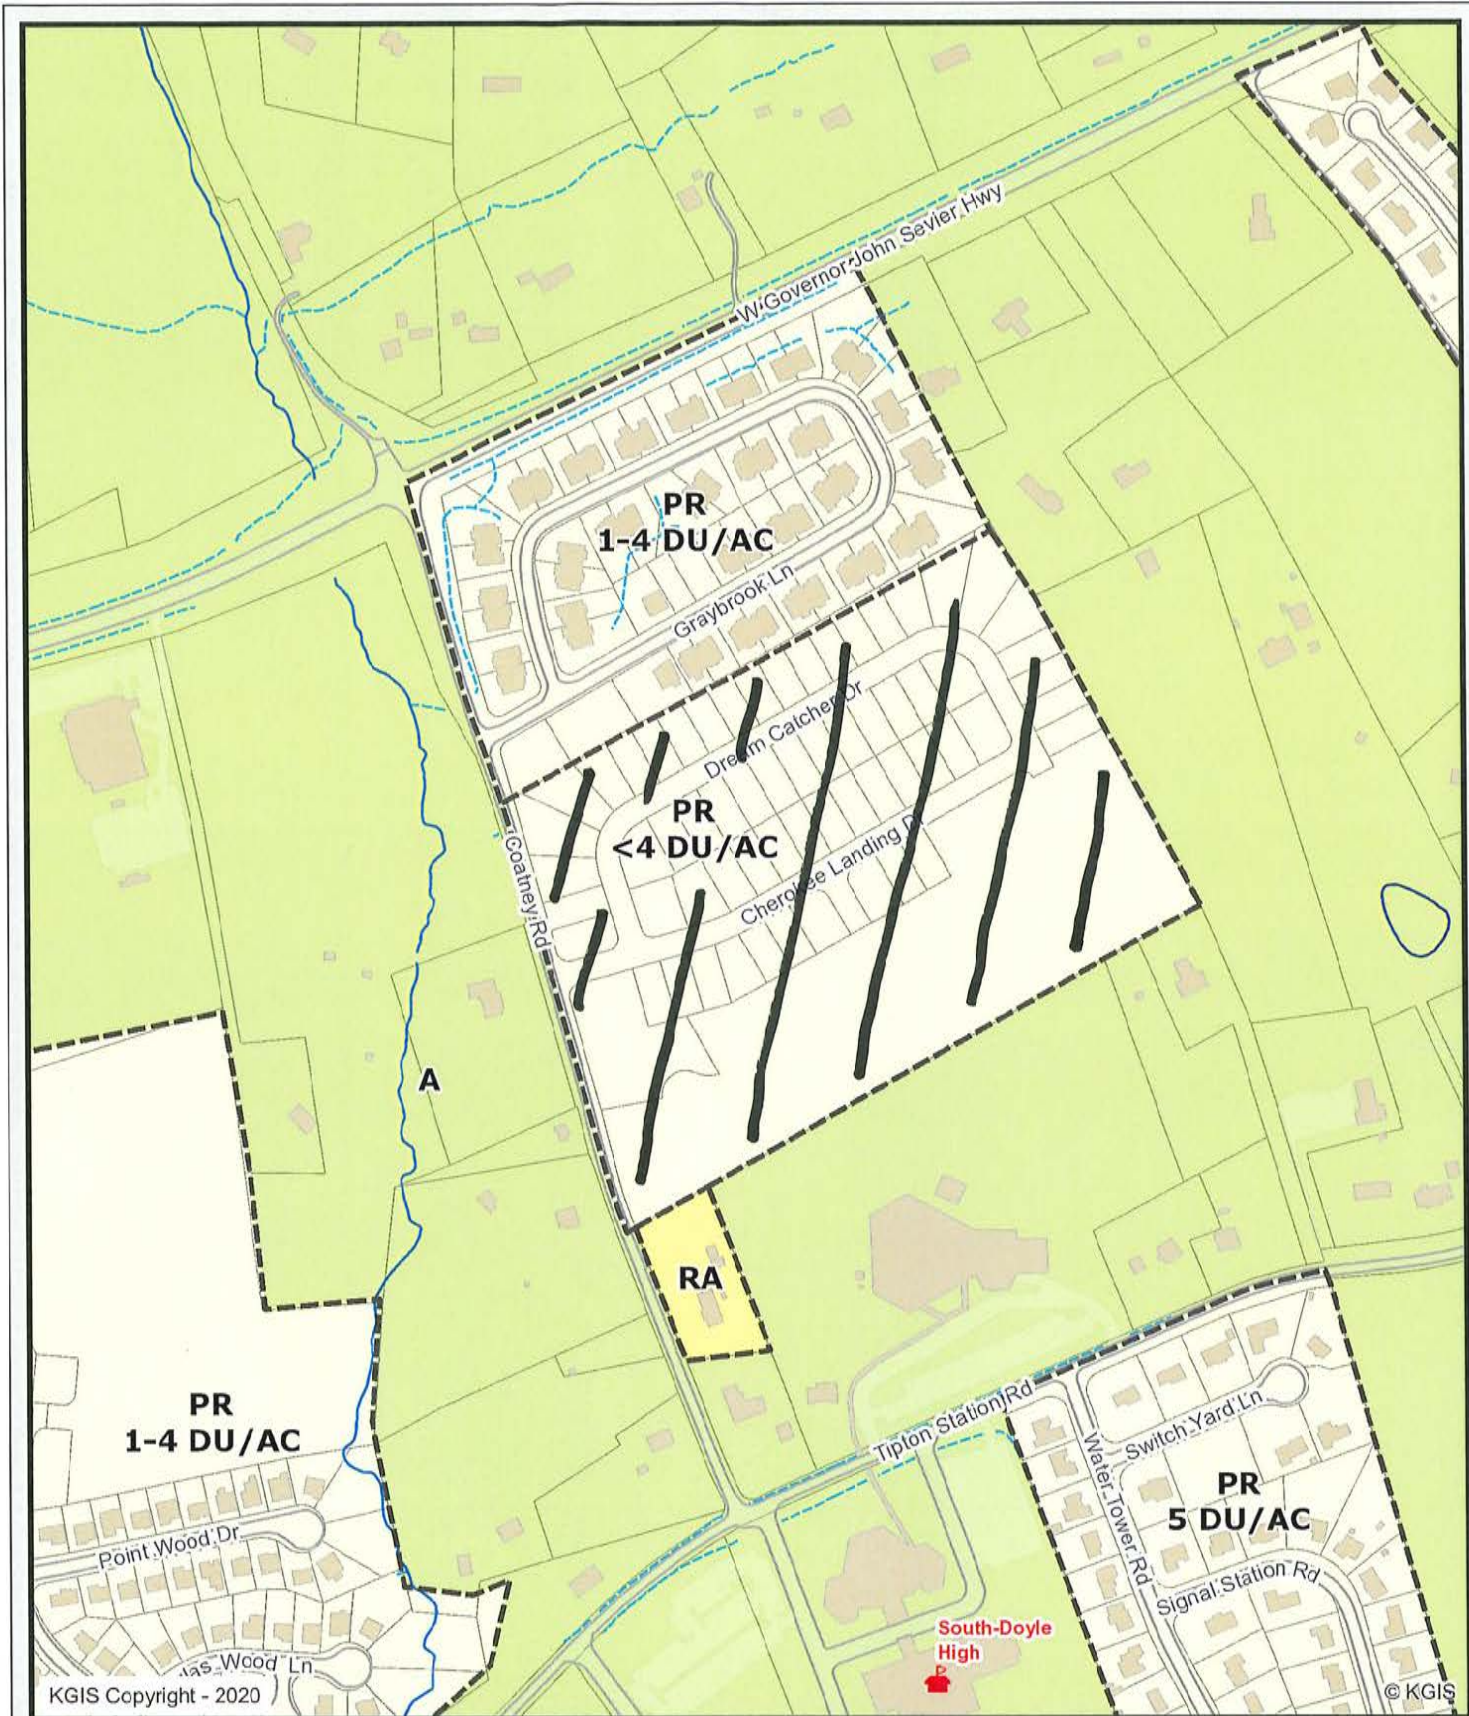 W Governor John Sevier Hwy
PR
1-4 DU/AC
Graybrook Ln
Dream Catcher Dr
PR
<4 DU/AC
Cherokee Landing Dr
Coatney Rd
A
RA
PR
1-4 DU/AC
Tipton Station Rd
Switch Yard Ln
Water Tower Rd
PR
5 DU/AC
Point Wood Dr
Signal Station Rd
South-Doyle
High
Wood Ln
KGIS Copyright - 2020
© KGIS